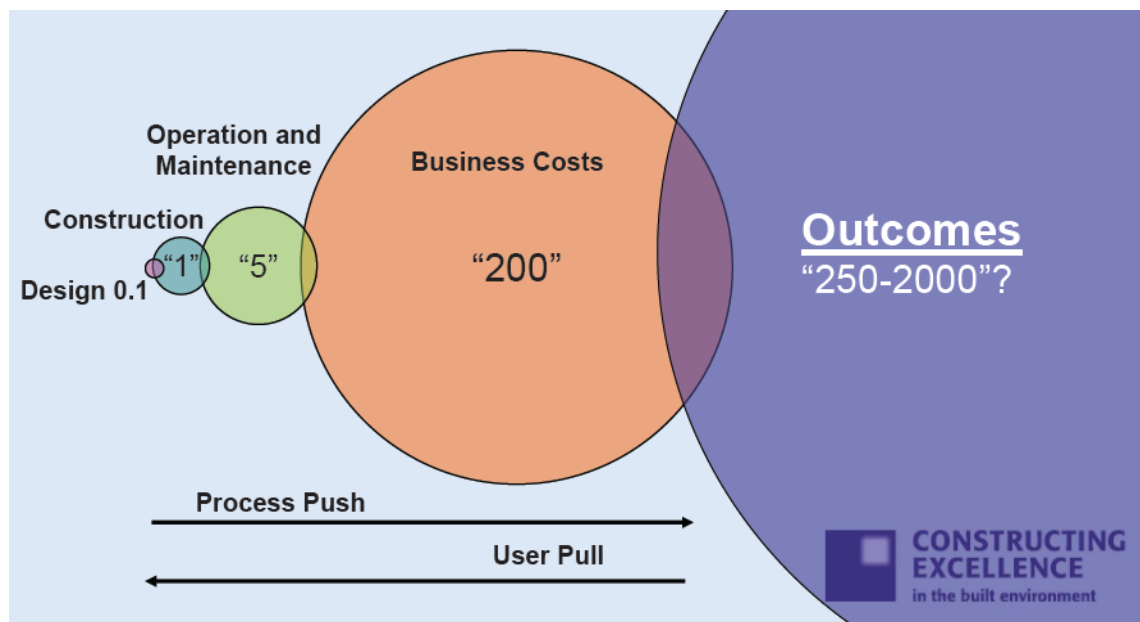 Operation and
Maintenance
Business Costs
Construction
Outcomes
“1”
“5”
“200”
“250-2000”?
Design 0.1
Process Push
User Pull
CONSTRUCTING
EXCELLENCE
in the built environment